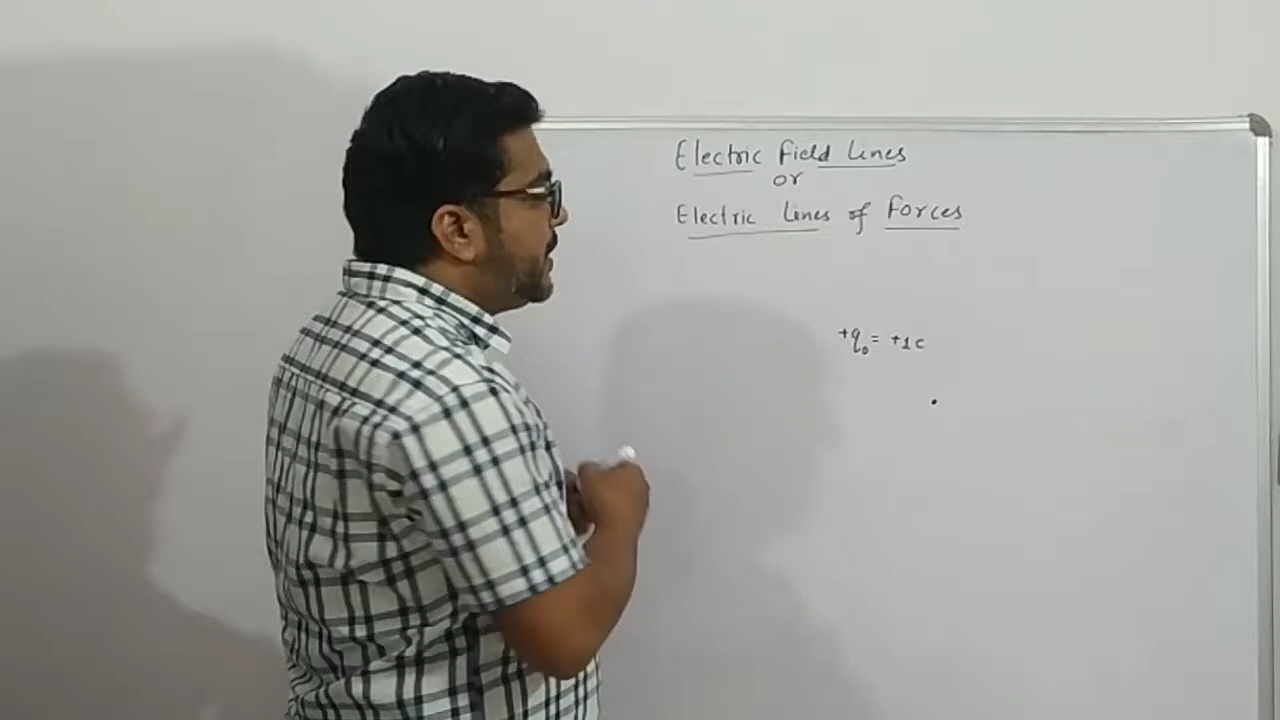 Electric Field Lines
or
Electric Lines of Forces
+q₀ = +1c